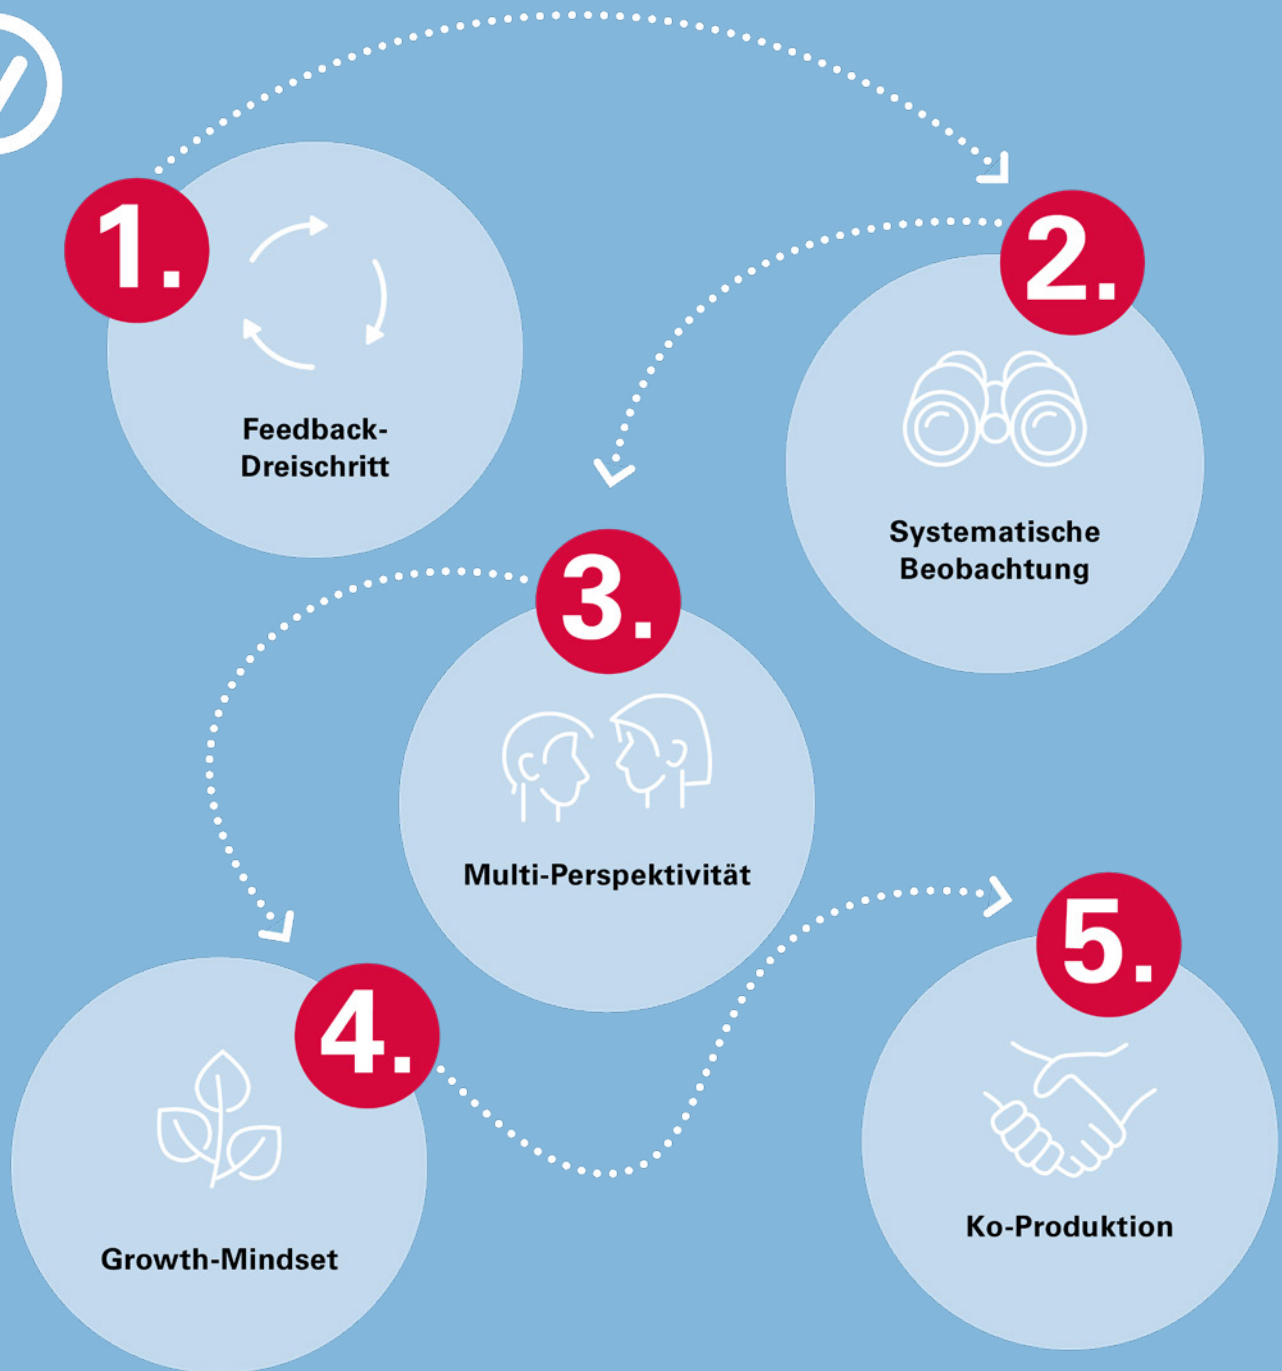 1.
Feedback-
Dreischritt
2.
Systematische
Beobachtung
3.
Multi-Perspektivität
4.
Growth-Mindset
5.
Ko-Produktion